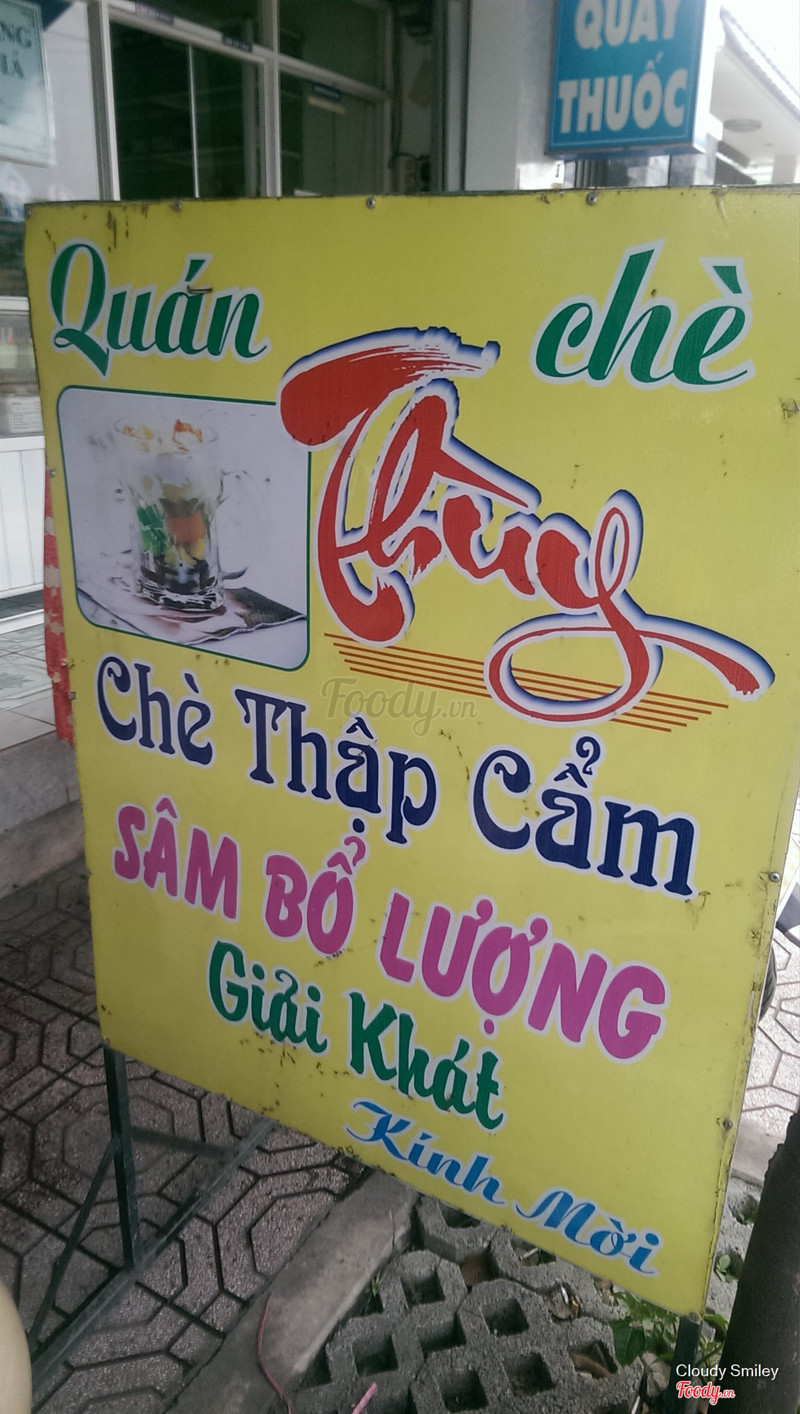 QUẦY
THUỐC
Quán chè
Thùy
Foody.vn
Chè Thập Cẩm
SÂM BỔ LƯỢNG
Giải Khát
Kính Mời
Cloudy Smiley
Foody.vn